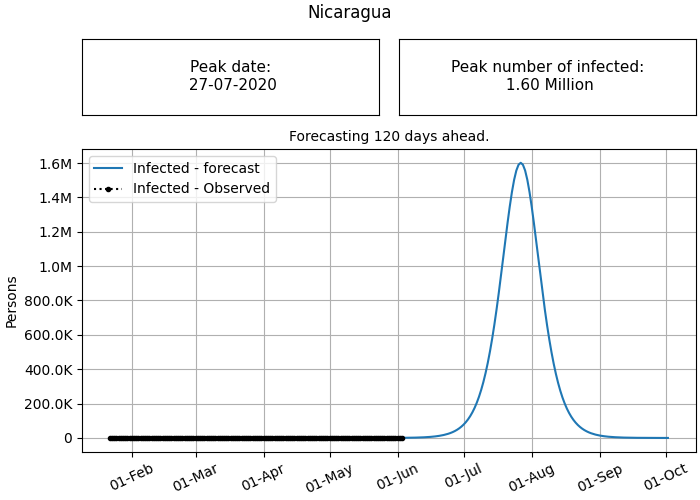 Nicaragua
Peak date:
27-07-2020
Peak number of infected:
1.60 Million
Forecasting 120 days ahead.
Infected - forecast
Infected - Observed
Persons
1.6M
1.4M
1.2M
1.0M
800.0K
600.0K
400.0K
200.0K
0
01-Feb
01-Mar
01-Apr
01-May
01-Jun
01-Jul
01-Aug
01-Sep
01-Oct